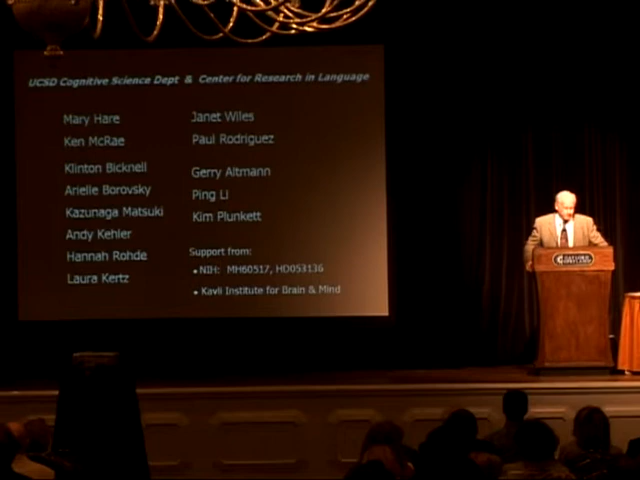 UCSD Cognitive Science Dept & Center for Research in Language
Mary Hare
Ken McRae
Klinton Bicknell
Arielle Borovsky
Kazunaga Matsuki
Andy Kehler
Hannah Rohde
Laura Kertz
Janet Wiles
Paul Rodriguez
Gerry Altmann
Ping Li
Kim Plunkett
Support from:
• NIH: MH60517, HD053136
• Kavli Institute for Brain & Mind